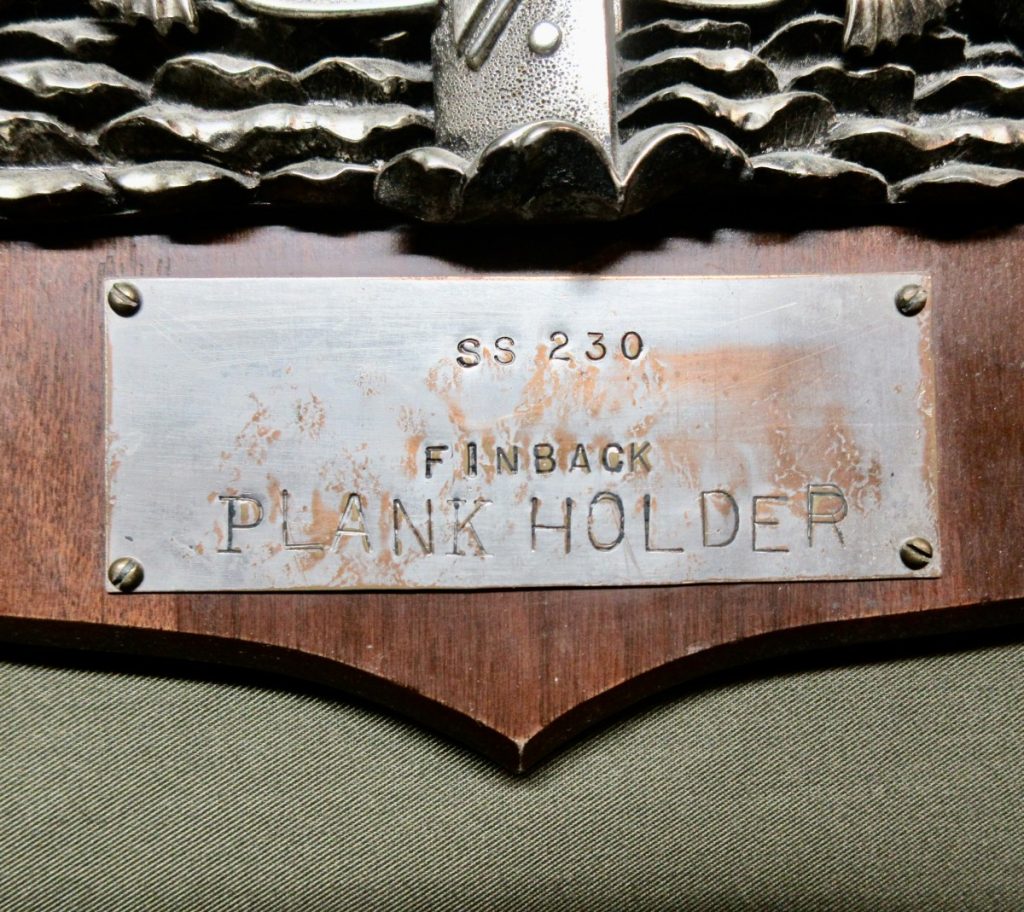 SS 230
FINBACK
PLANK HOLDER